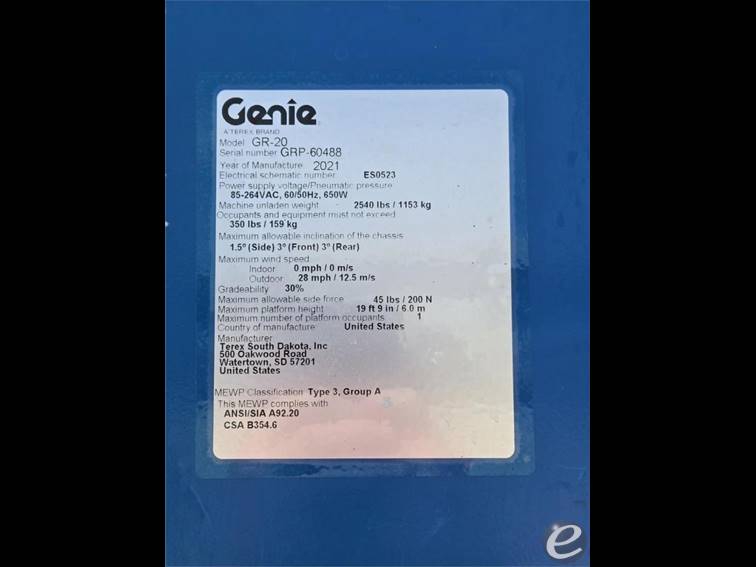 Genie
A TEREX BRAND
Model GR-20
Serial number GRP-60488
Year of Manufacture 2021
Electrical schematic number ES0523
Power supply voltage/Pneumatic pressure
85-264VAC, 60/50Hz, 650W
Machine unladen weight 2540 lbs / 1153 kg
Occupants and equipment must not exceed
350 lbs / 159 kg
Maximum allowable inclination of the chassis
1.5° (Side) 3° (Front) 3° (Rear)
Maximum wind speed
Indoor 0 mph / 0 m/s
Outdoor 28 mph / 12.5 m/s
Gradeability 30%
Maximum allowable side force 45 lbs / 200 N
Maximum platform height 19 ft 9 in / 6.0 m
Maximum number of platform occupants 1
Country of manufacture United States
Manufacturer
Terex South Dakota, Inc
500 Oakwood Road
Watertown, SD 57201
United States
MEWP Classification Type 3, Group A
This MEWP complies with
ANSI/SIA A92.20
CSA B354.6
e